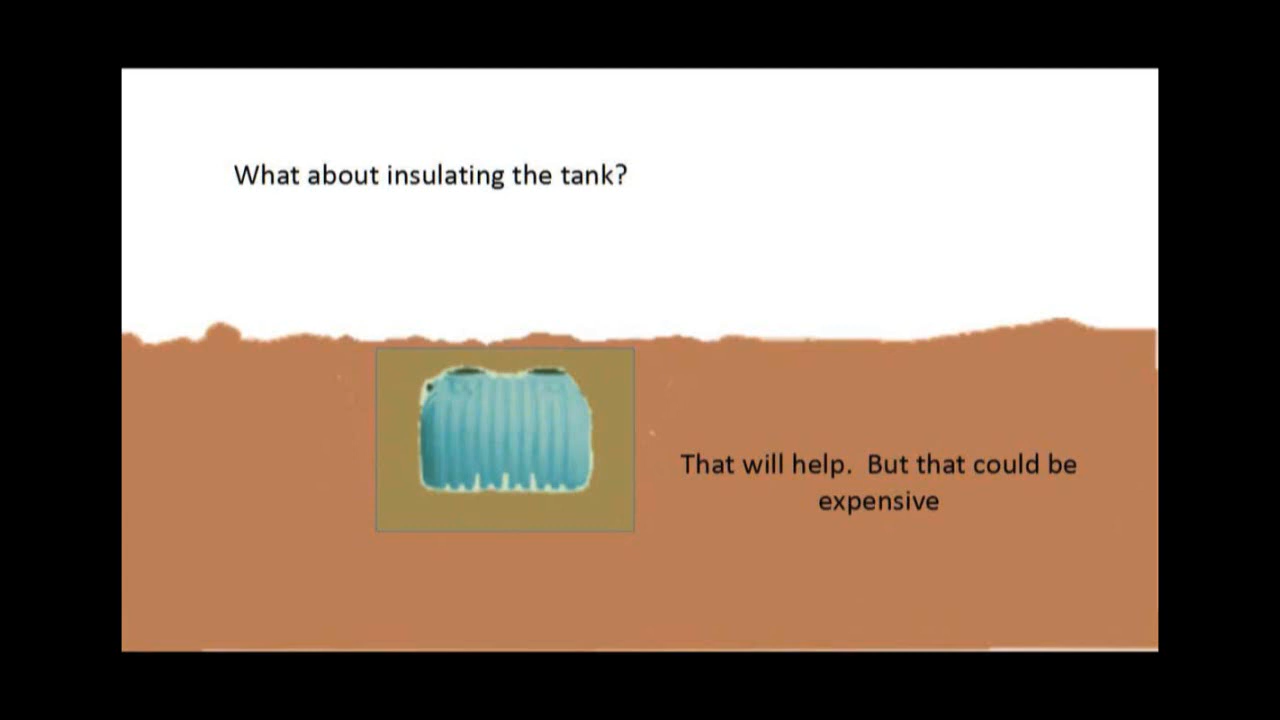 What about insulating the tank?
That will help.  But that could be
expensive